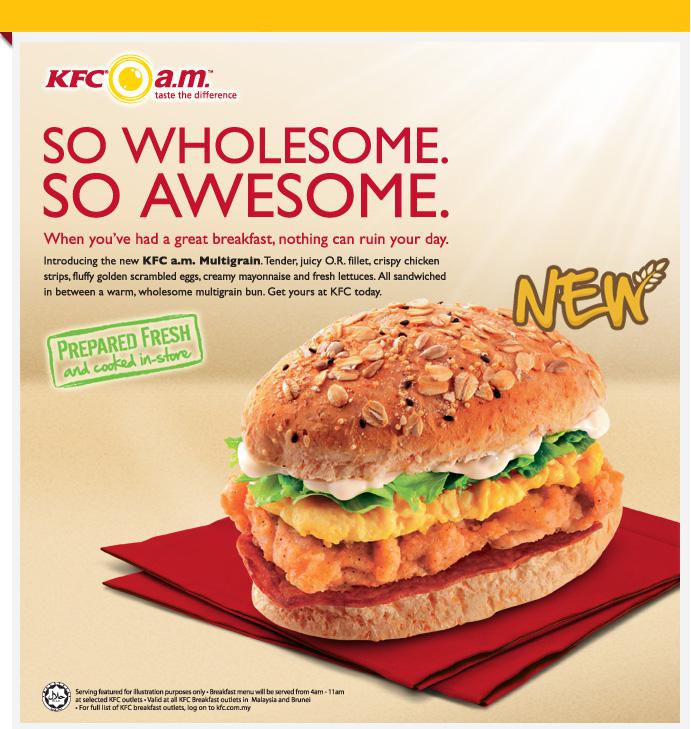 KFC a.m.™
taste the difference
SO WHOLESOME.
SO AWESOME.
When you've had a great breakfast, nothing can ruin your day.
Introducing the new KFC a.m. Multigrain. Tender, juicy O.R. fillet, crispy chicken
strips, fluffy golden scrambled eggs, creamy mayonnaise and fresh lettuces. All sandwiched
in between a warm, wholesome multigrain bun. Get yours at KFC today.
NEW
PREPARED FRESH
and cooked in-store
Serving featured for illustration purposes only • Breakfast menu will be served from 4am - 11am
at selected KFC outlets • Valid at all KFC Breakfast outlets in Malaysia and Brunei
• For full list of KFC breakfast outlets, log on to kfc.com.my